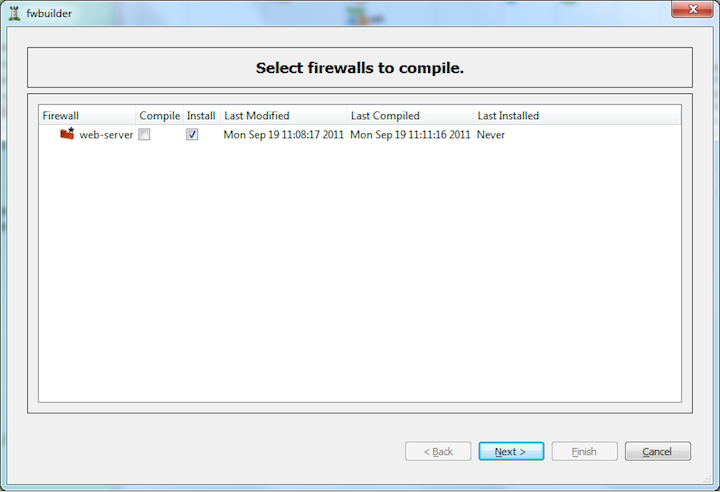 fwbuilder
Select firewalls to compile.
Firewall Compile Install Last Modified Last Compiled Last Installed
web-server Mon Sep 19 11:08:17 2011 Mon Sep 19 11:11:16 2011 Never
< Back Next > Finish Cancel